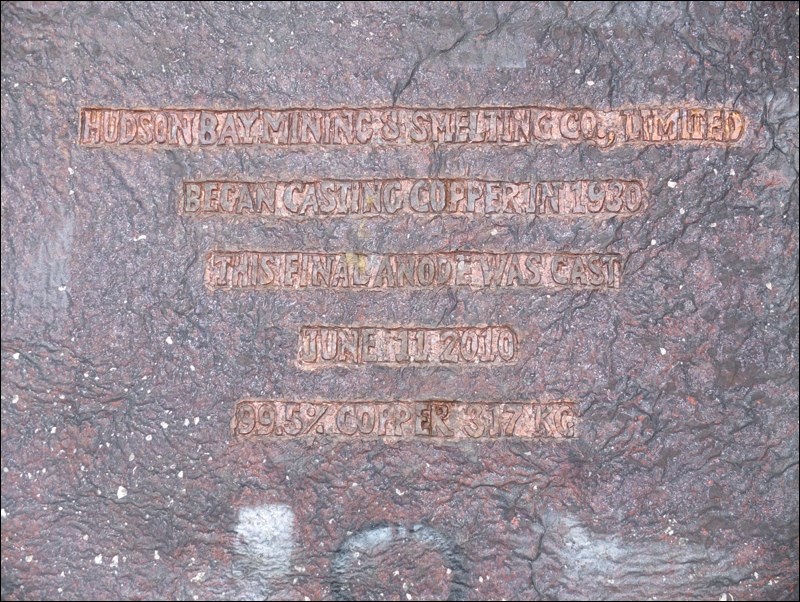 HUDSON BAY MINING & SMELTING CO., LIMITED
BEGAN CASTING COPPER IN 1930
THIS FINAL ANODE WAS CAST
JUNE 11 2010
99.5% COPPER 317 KG